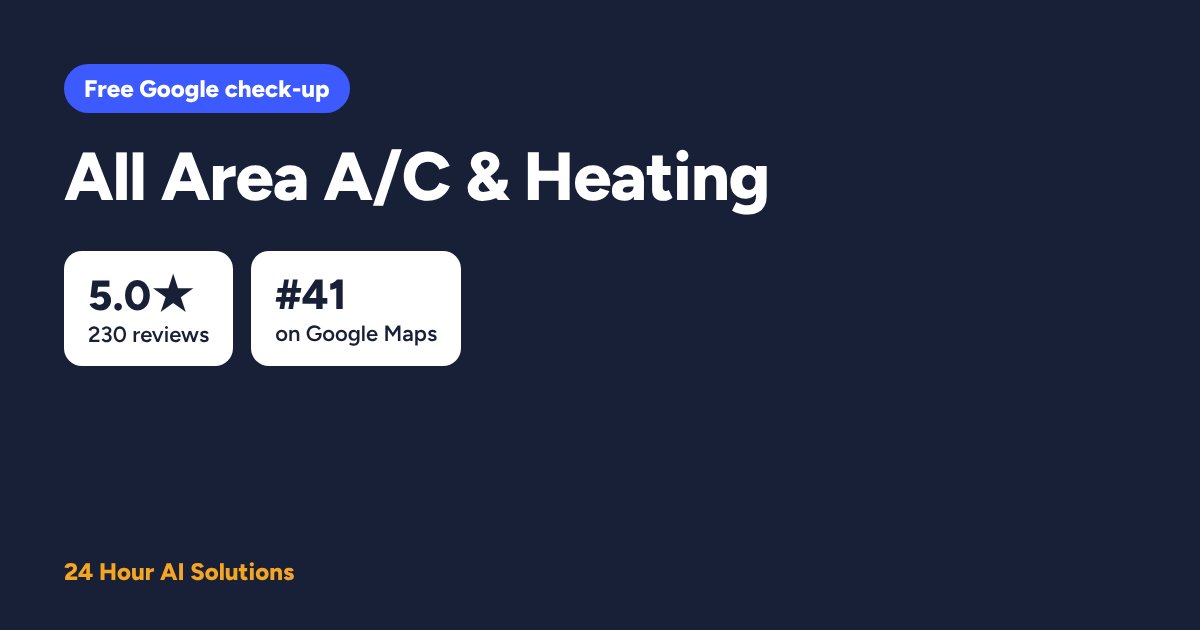 Free Google check-up
All Area A/C & Heating
5.0★
230 reviews
#41
on Google Maps
24 Hour AI Solutions